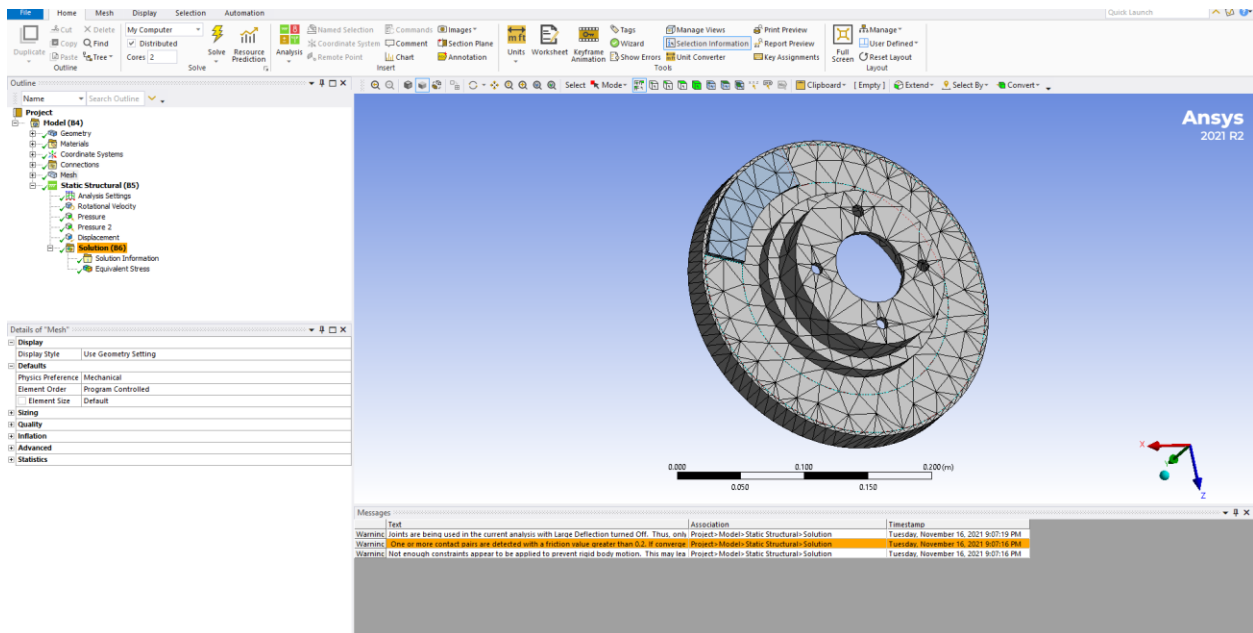 File Home Mesh Display Selection Automation Quick Launch
Cut Delete My Computer Named Selection Commands Images Tags Manage Views Print Preview Manage
Copy Find Distributed Coordinate System Comment Section Plane Wizard Selection Information Report Preview User Defined
Duplicate Paste Tree Cores 2 Solve Resource Prediction Analysis Remote Point Chart Annotation Units Worksheet Keyframe Animation Show Errors Unit Converter Key Assignments Full Screen Reset Layout
Outline Solve Insert Tools Layout
Outline
Name Search Outline Select Mode Clipboard [Empty] Extend Select By Convert
Project
Model (B4)
Geometry
Materials
Coordinate Systems
Connections
Mesh
Static Structural (B5)
Analysis Settings
Rotational Velocity
Pressure
Pressure 2
Displacement
Solution (B6)
Solution Information
Equivalent Stress
Ansys
2021 R2
Details of "Mesh"
Display
Display Style Use Geometry Setting
Defaults
Physics Preference Mechanical
Element Order Program Controlled
Element Size Default
Sizing
Quality
Inflation
Advanced
Statistics
0.000 0.100 0.200 (m)
0.050 0.150
X
Y
Z
Messages
Text Association Timestamp
Warning Joints are being used in the current analysis with Large Deflection turned Off. Thus, only Project>Model>Static Structural>Solution Tuesday, November 16, 2021 9:07:19 PM
Warning One or more contact pairs are detected with a friction value greater than 0.2. If converge Project>Model>Static Structural>Solution Tuesday, November 16, 2021 9:07:16 PM
Warning Not enough constraints appear to be applied to prevent rigid body motion. This may lea Project>Model>Static Structural>Solution Tuesday, November 16, 2021 9:07:16 PM